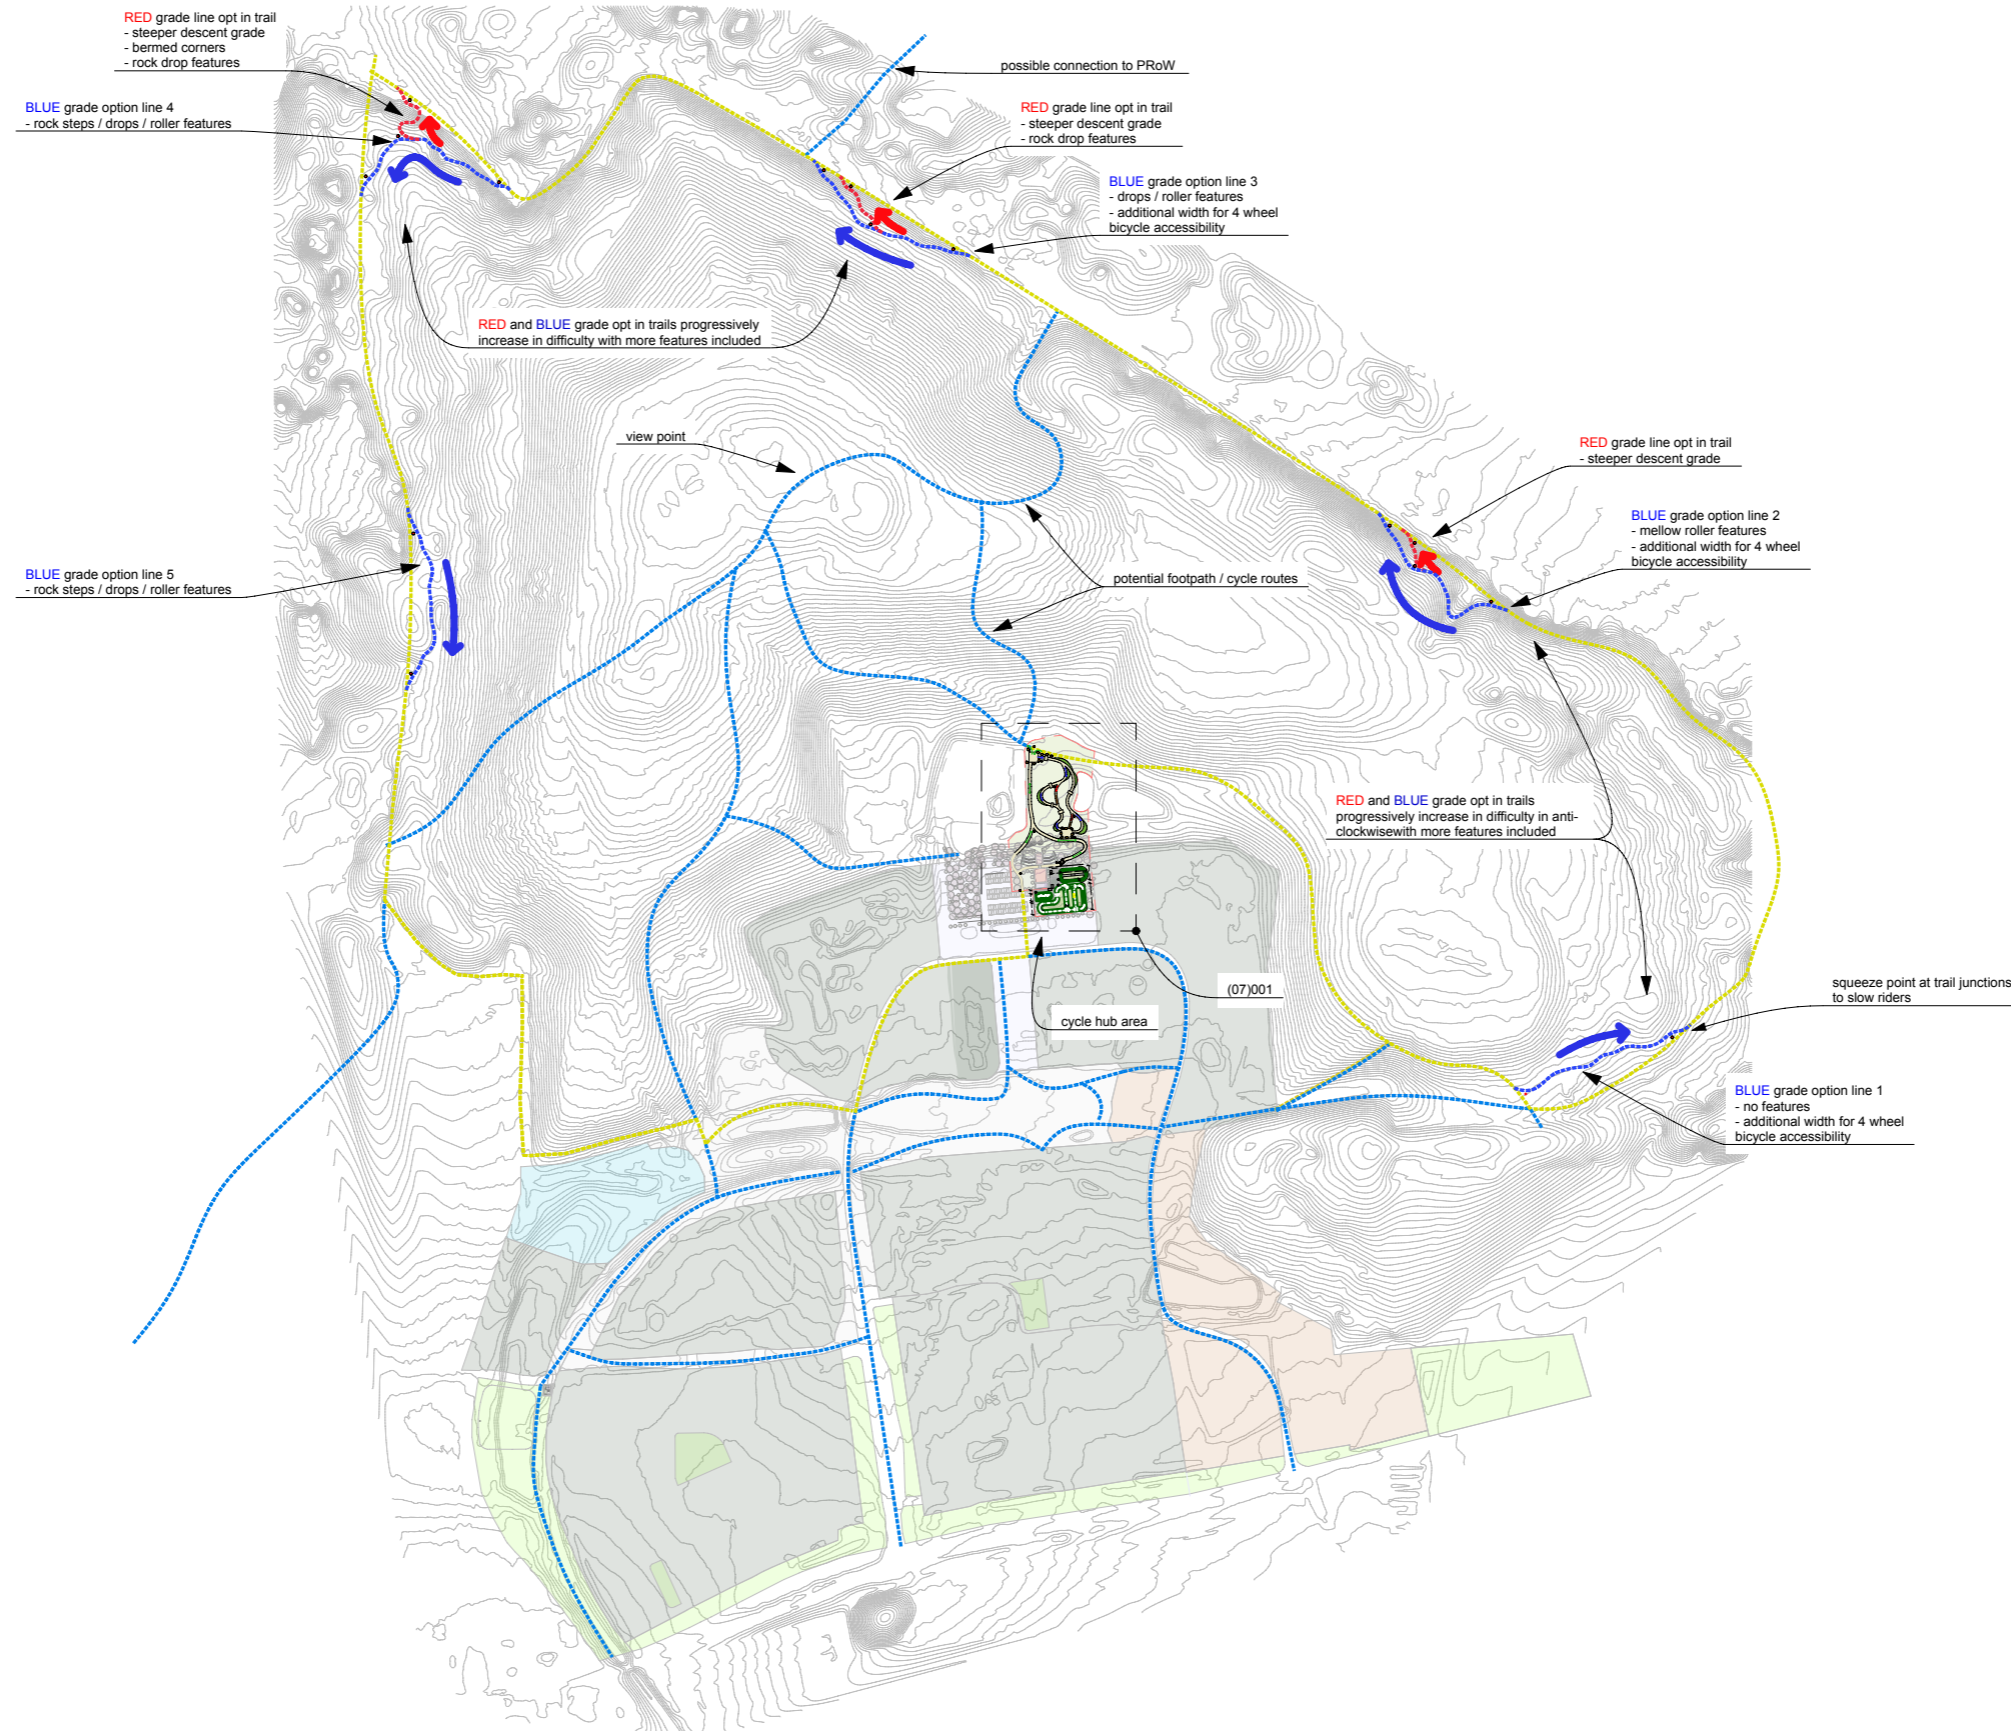 RED grade line opt in trail
- steeper descent grade
- bermed corners
- rock drop features
possible connection to PRoW
BLUE grade option line 4
- rock steps / drops / roller features
RED grade line opt in trail
- steeper descent grade
- rock drop features
BLUE grade option line 3
- drops / roller features
- additional width for 4 wheel
bicycle accessibility
RED and BLUE grade opt in trails progressively
increase in difficulty with more features included
view point
RED grade line opt in trail
- steeper descent grade
BLUE grade option line 2
- mellow roller features
- additional width for 4 wheel
bicycle accessibility
BLUE grade option line 5
- rock steps / drops / roller features
potential footpath / cycle routes
RED and BLUE grade opt in trails
progressively increase in difficulty in anti-
clockwisewith more features included
(07)001
cycle hub area
squeeze point at trail junctions
to slow riders
BLUE grade option line 1
- no features
- additional width for 4 wheel
bicycle accessibility